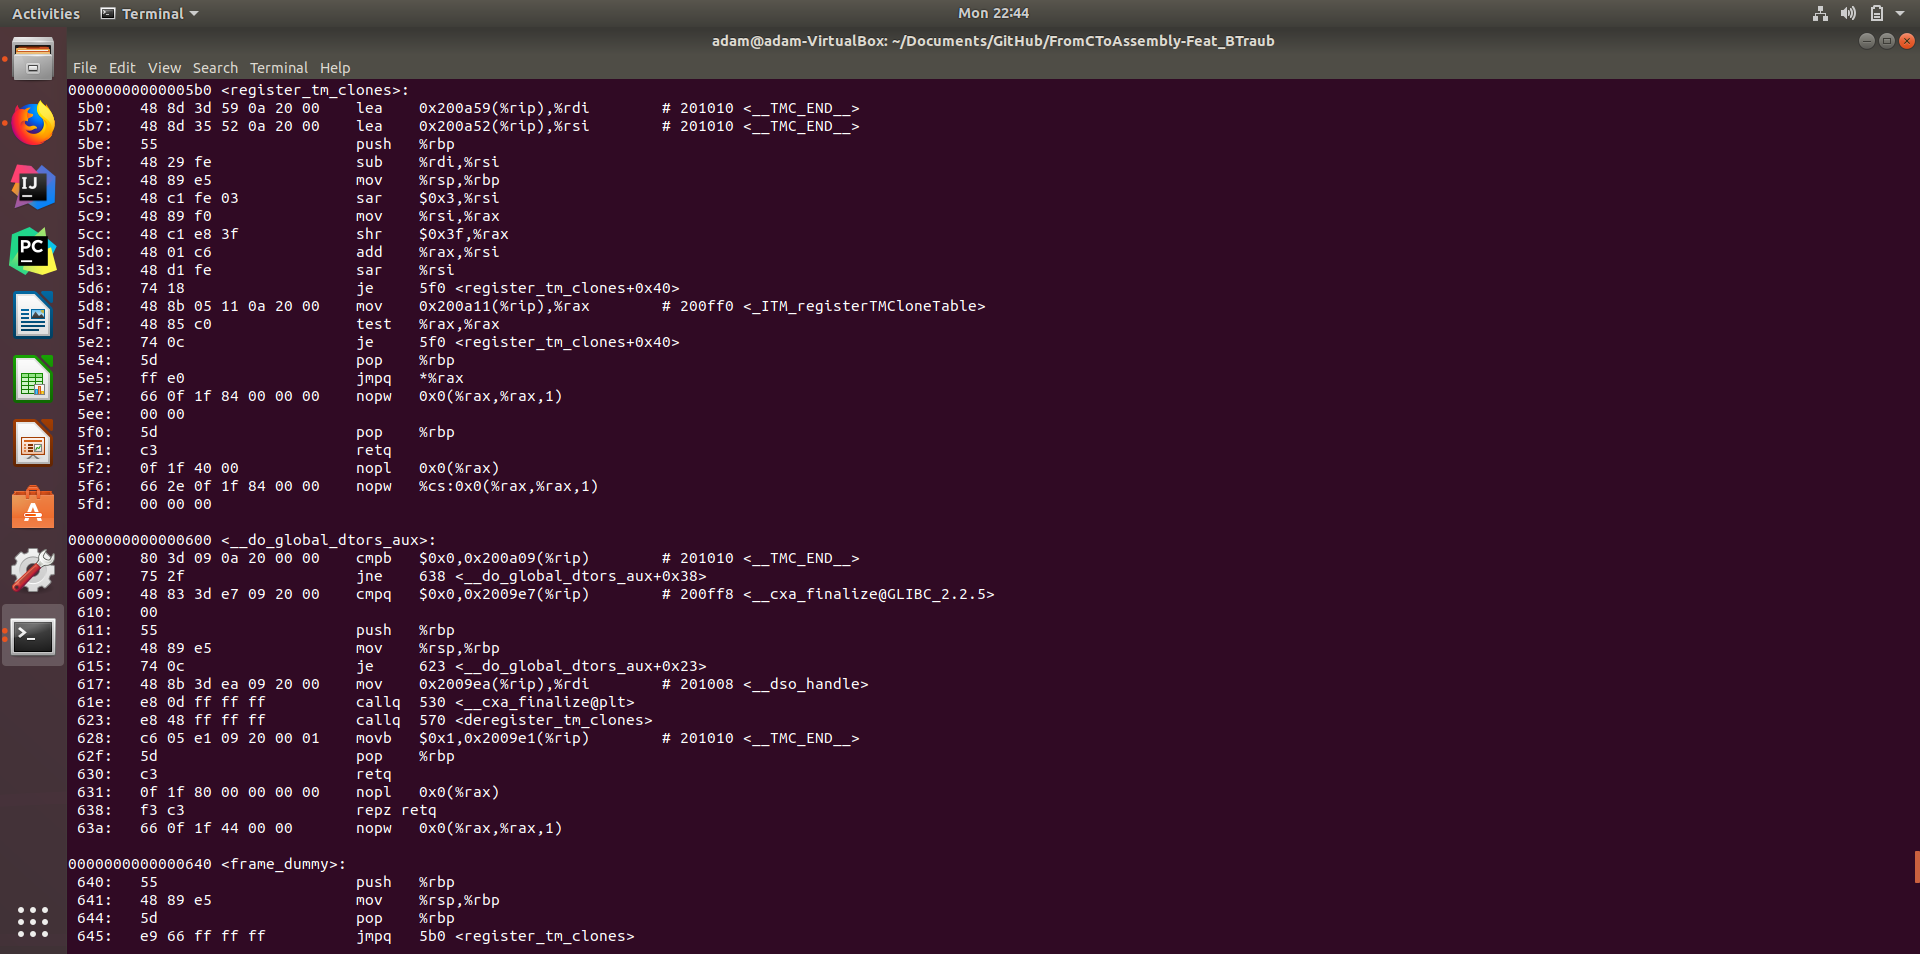 Activities Terminal Mon 22:44
adam@adam-VirtualBox: ~/Documents/GitHub/FromCToAssembly-Feat_BTraub
File Edit View Search Terminal Help
00000000000005b0 <register_tm_clones>:
5b0: 48 8d 3d 59 0a 20 00 lea 0x200a59(%rip),%rdi # 201010 <__TMC_END__>
5b7: 48 8d 35 52 0a 20 00 lea 0x200a52(%rip),%rsi # 201010 <__TMC_END__>
5be: 55 push %rbp
5bf: 48 29 fe sub %rdi,%rsi
5c2: 48 89 e5 mov %rsp,%rbp
5c5: 48 c1 fe 03 sar $0x3,%rsi
5c9: 48 89 f0 mov %rsi,%rax
5cc: 48 c1 e8 3f shr $0x3f,%rax
5d0: 48 01 c6 add %rax,%rsi
5d3: 48 d1 fe sar %rsi
5d6: 74 18 je 5f0 <register_tm_clones+0x40>
5d8: 48 8b 05 11 0a 20 00 mov 0x200a11(%rip),%rax # 200ff0 <_ITM_registerTMCloneTable>
5df: 48 85 c0 test %rax,%rax
5e2: 74 0c je 5f0 <register_tm_clones+0x40>
5e4: 5d pop %rbp
5e5: ff e0 jmpq *%rax
5e7: 66 0f 1f 84 00 00 00 nopw 0x0(%rax,%rax,1)
5ee: 00 00
5f0: 5d pop %rbp
5f1: c3 retq
5f2: 0f 1f 40 00 nopl 0x0(%rax)
5f6: 66 2e 0f 1f 84 00 00 nopw %cs:0x0(%rax,%rax,1)
5fd: 00 00 00
0000000000000600 <__do_global_dtors_aux>:
600: 80 3d 09 0a 20 00 00 cmpb $0x0,0x200a09(%rip) # 201010 <__TMC_END__>
607: 75 2f jne 638 <__do_global_dtors_aux+0x38>
609: 48 83 3d e7 09 20 00 cmpq $0x0,0x2009e7(%rip) # 200ff8 <__cxa_finalize@GLIBC_2.2.5>
610: 00
611: 55 push %rbp
612: 48 89 e5 mov %rsp,%rbp
615: 74 0c je 623 <__do_global_dtors_aux+0x23>
617: 48 8b 3d ea 09 20 00 mov 0x2009ea(%rip),%rdi # 201008 <__dso_handle>
61e: e8 0d ff ff ff callq 530 <__cxa_finalize@plt>
623: e8 48 ff ff ff callq 570 <deregister_tm_clones>
628: c6 05 e1 09 20 00 01 movb $0x1,0x2009e1(%rip) # 201010 <__TMC_END__>
62f: 5d pop %rbp
630: c3 retq
631: 0f 1f 80 00 00 00 00 nopl 0x0(%rax)
638: f3 c3 repz retq
63a: 66 0f 1f 44 00 00 nopw 0x0(%rax,%rax,1)
0000000000000640 <frame_dummy>:
640: 55 push %rbp
641: 48 89 e5 mov %rsp,%rbp
644: 5d pop %rbp
645: e9 66 ff ff ff jmpq 5b0 <register_tm_clones>
IJ
PC